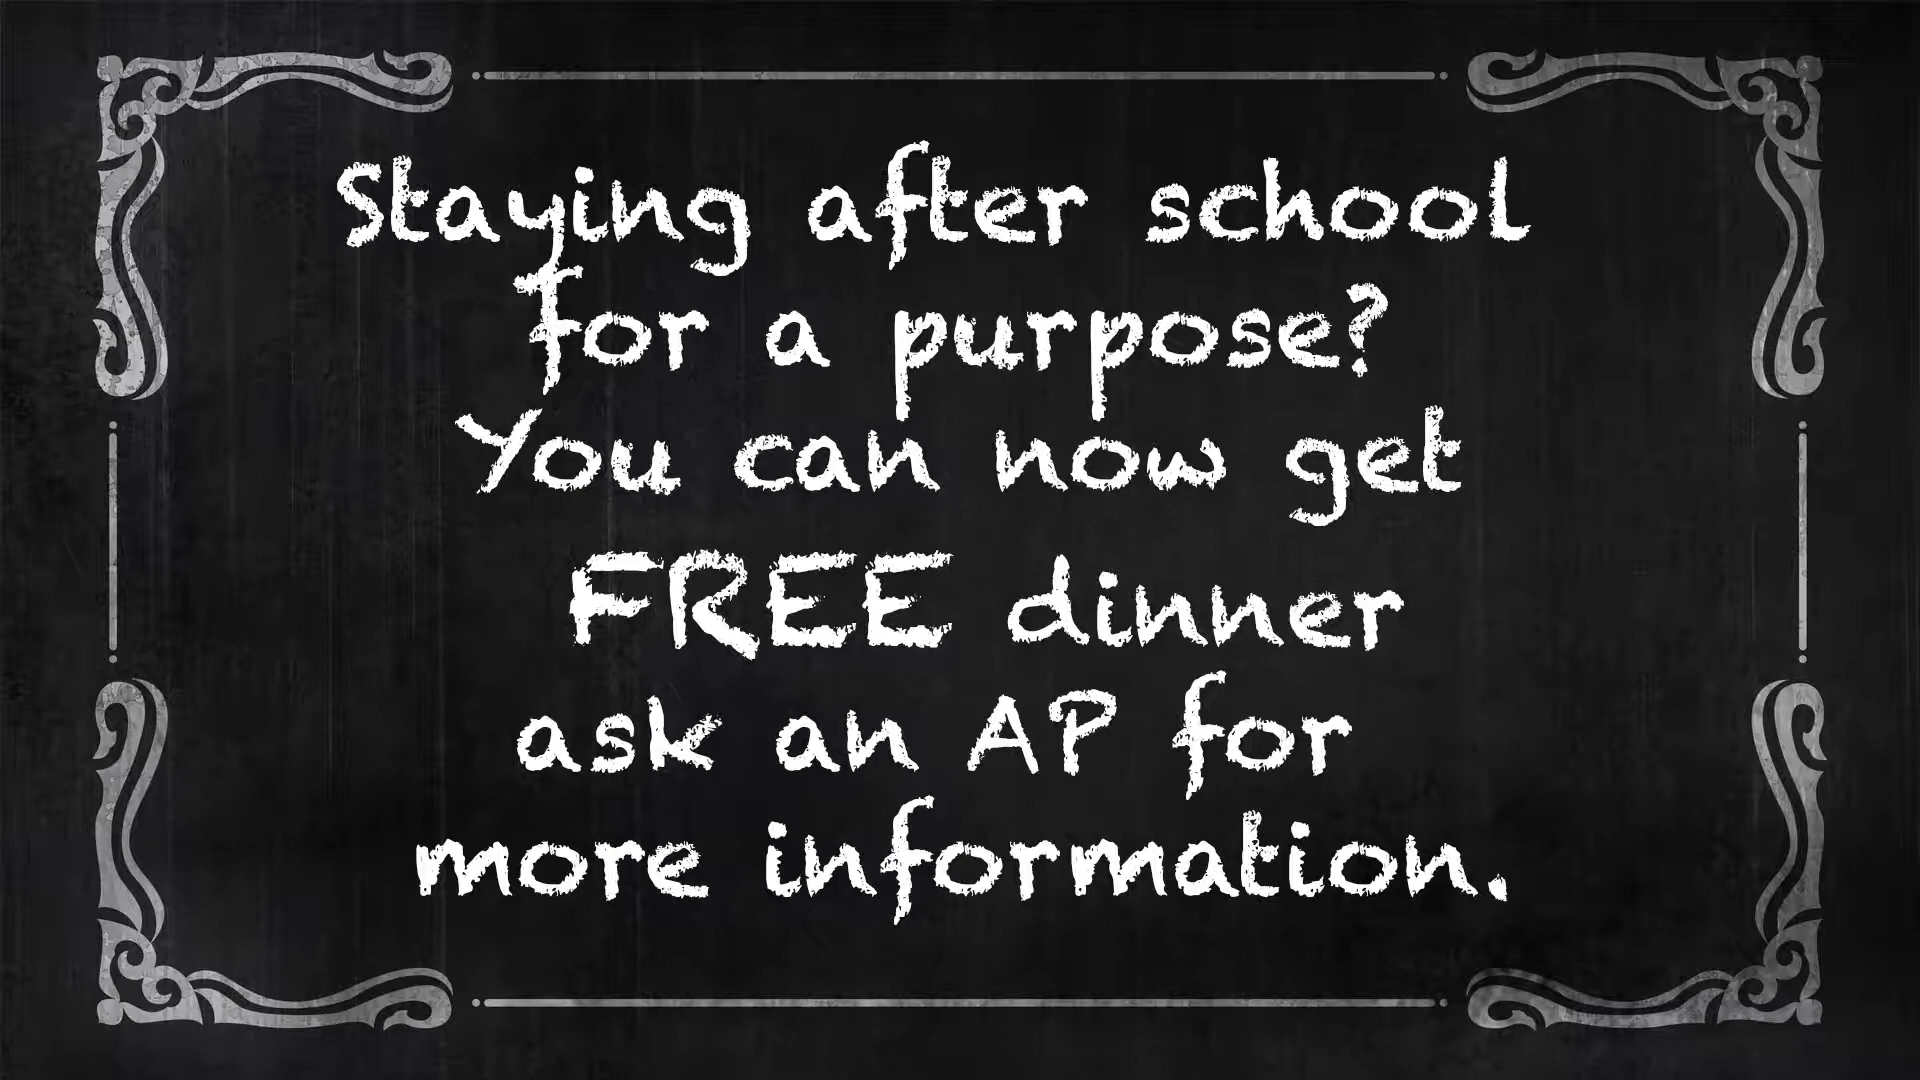 Staying after school
for a purpose?
You can now get
FREE dinner
ask an AP for
more information.